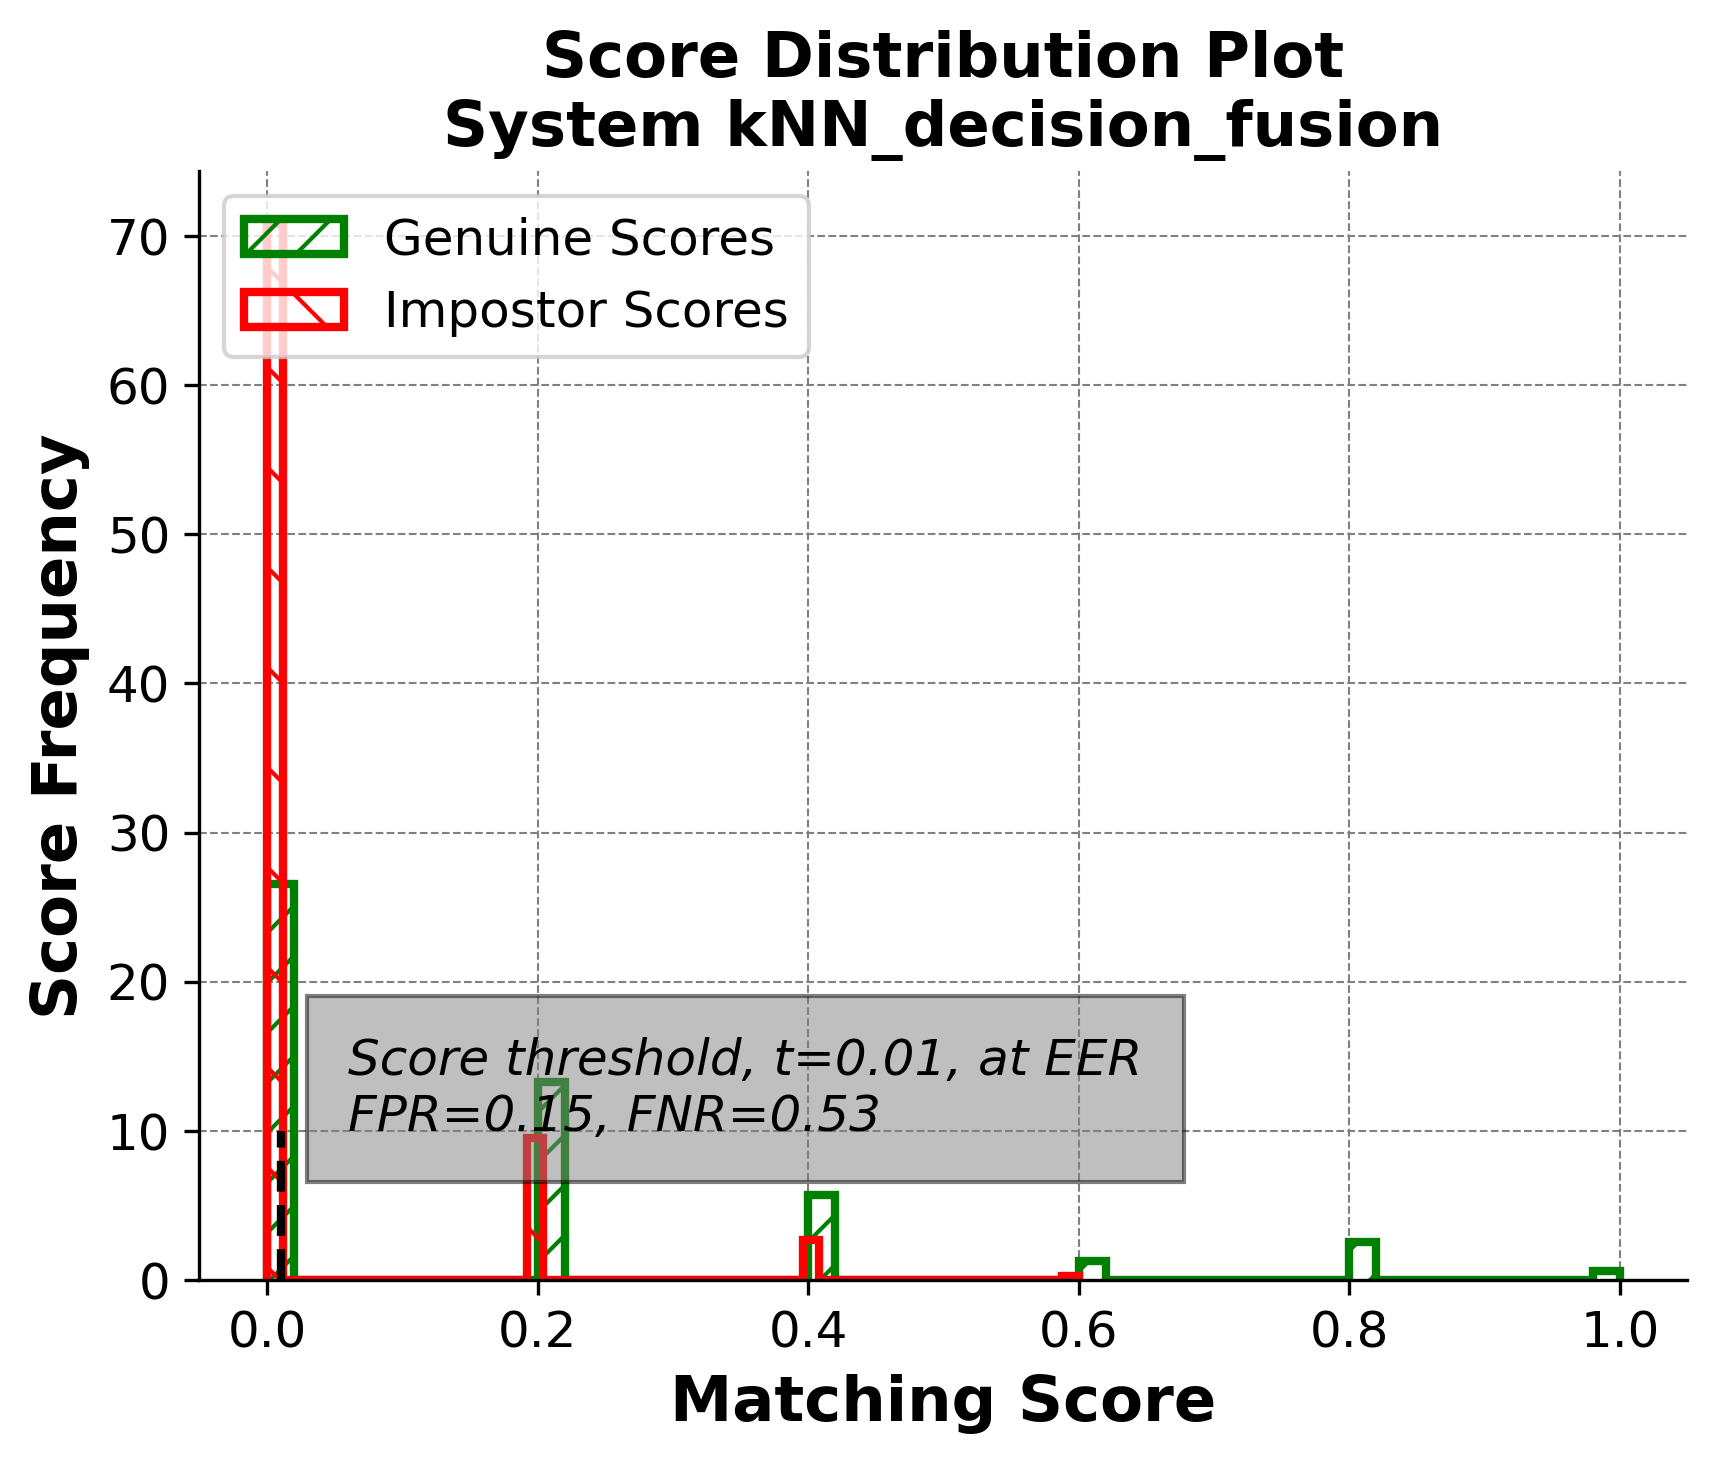 Score Distribution Plot
System kNN_decision_fusion
Genuine Scores
Impostor Scores
Score Frequency
70
60
50
40
30
20
10
0
Score threshold, t=0.01, at EER
FPR=0.15, FNR=0.53
0.0 0.2 0.4 0.6 0.8 1.0
Matching Score